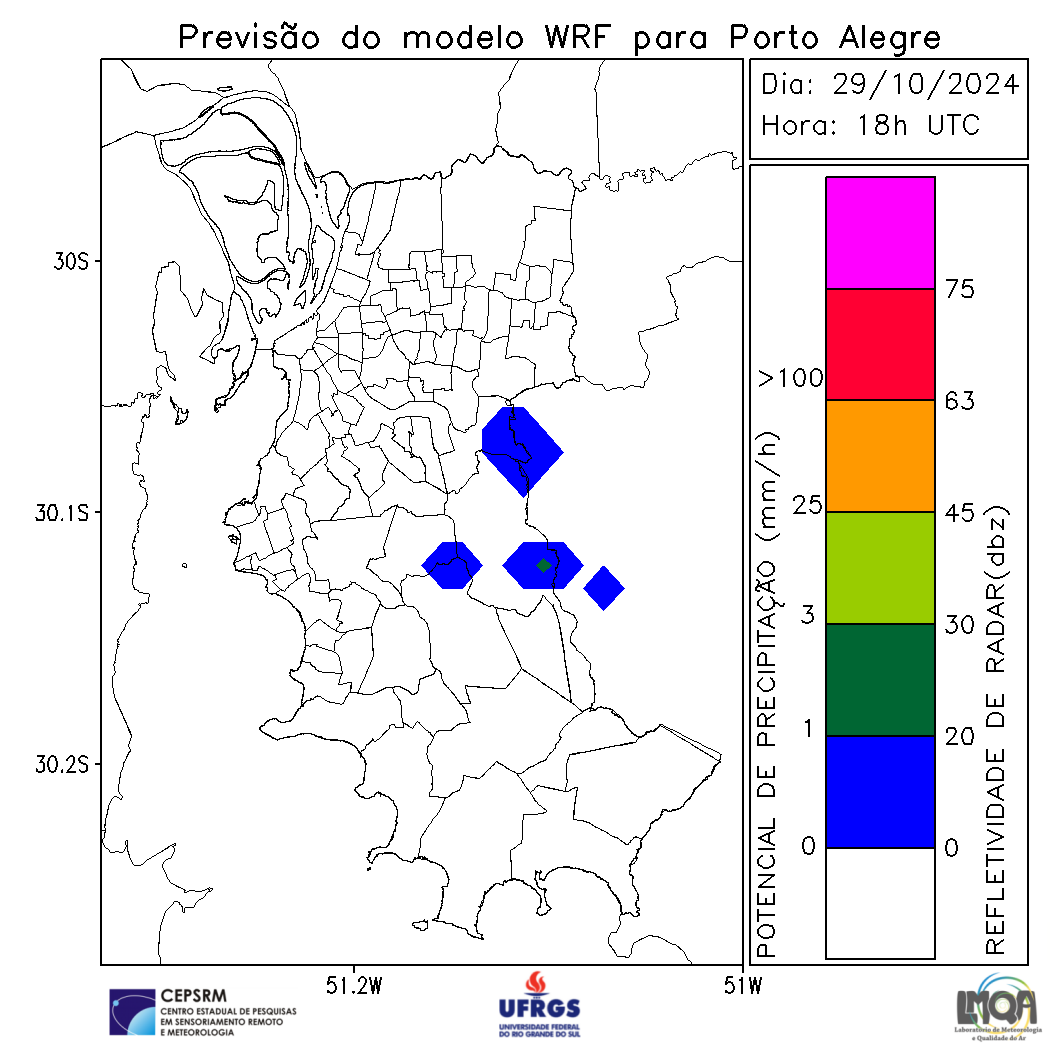 Previsão do modelo WRF para Porto Alegre
Dia: 29/10/2024
Hora: 18h UTC
30S
30.1S
30.2S
51.2W
51W
POTENCIAL DE PRECIPITAÇÃO (mm/h)
>100
25
3
1
0
75
63
45
30
20
0
REFLETIVIDADE DE RADAR(dbz)
CEPSRM
CENTRO ESTADUAL DE PESQUISAS
EM SENSORIAMENTO REMOTO
E METEOROLOGIA
UFRGS
UNIVERSIDADE FEDERAL
DO RIO GRANDE DO SUL
LMQA
Laboratório de Meteorologia
e Qualidade do Ar